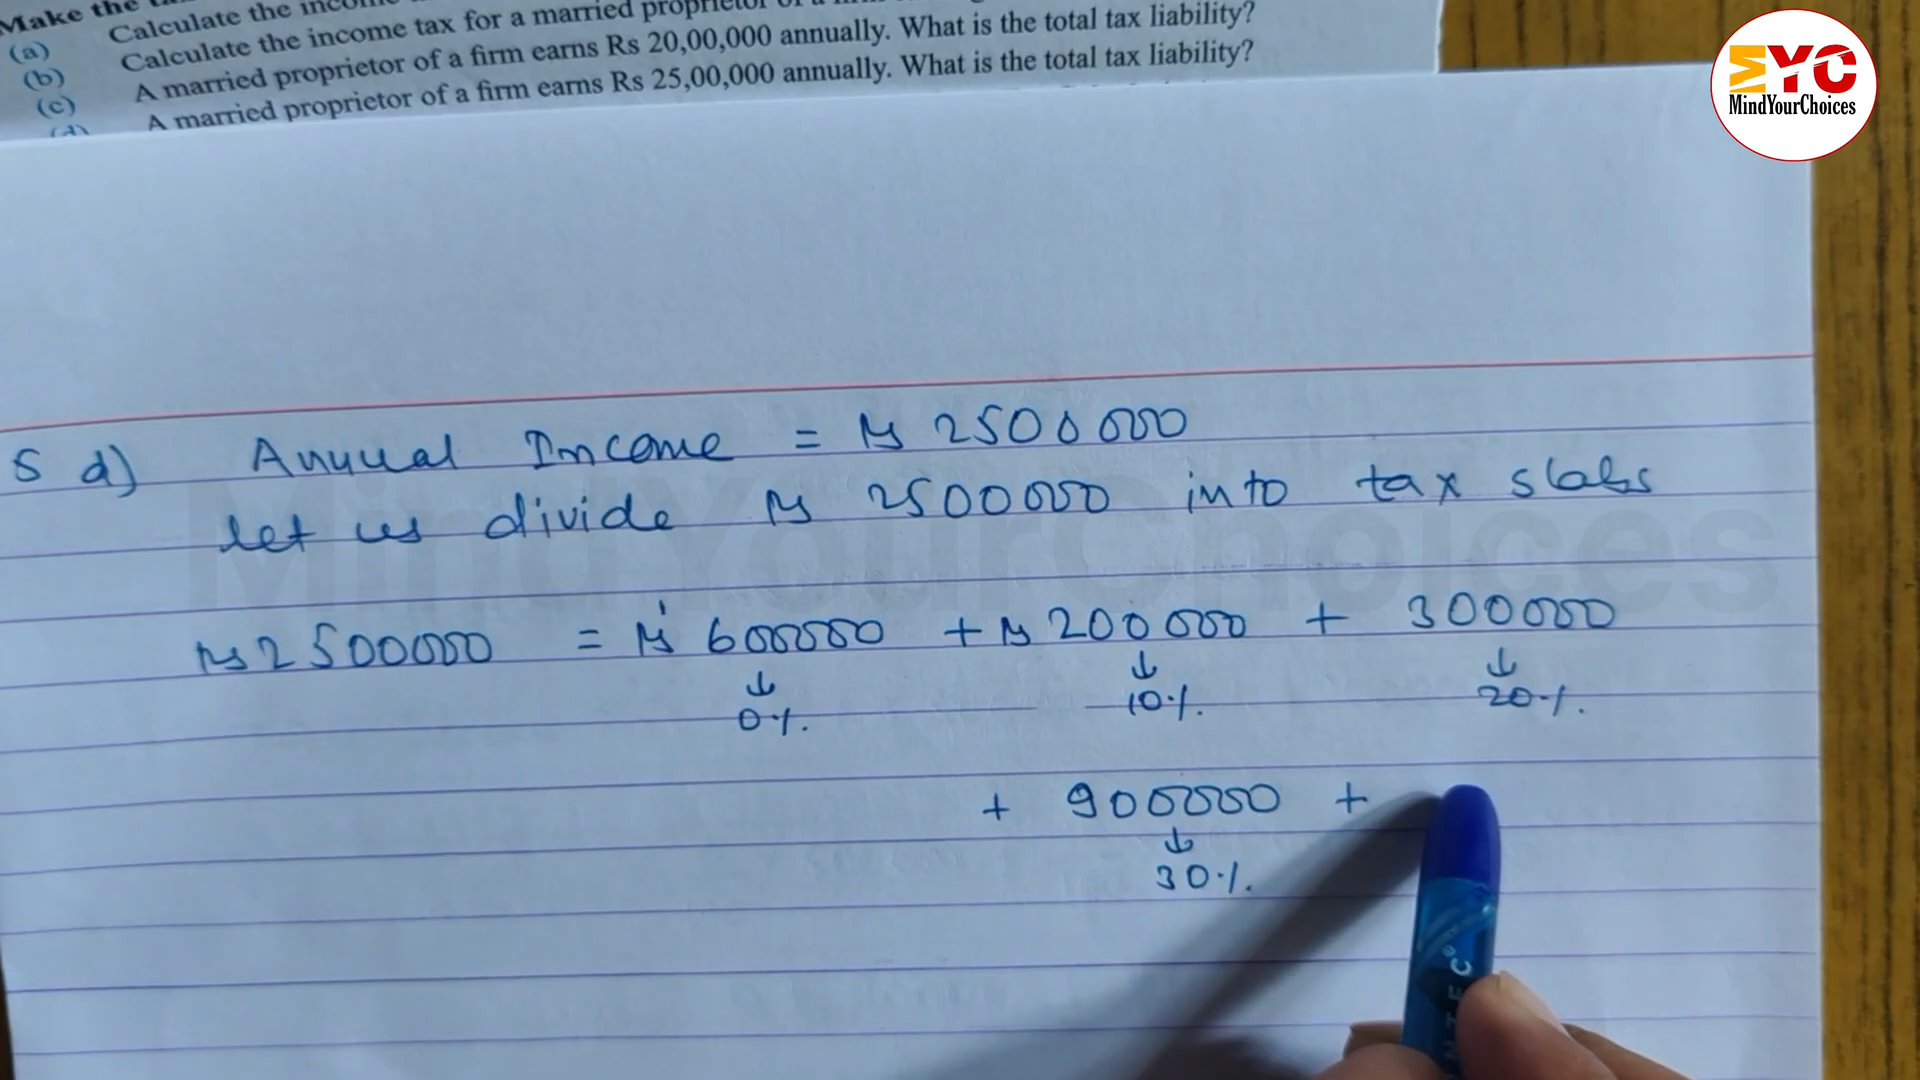 Make the
(a) Calculate the
(b) Calculate the income tax for a married proprietor of a
(c) A married proprietor of a firm earns Rs 20,00,000 annually. What is the total tax liability?
(d) A married proprietor of a firm earns Rs 25,00,000 annually. What is the total tax liability?
MYC
MindYourChoices
5 d) Annual Income = Rs 2500000
let us divide Rs 2500000 into tax slabs
MindYourChoices
Rs 2500000 = Rs 600000 + Rs 200000 + 300000
↓ ↓ ↓
0% 10% 20%
+ 900000 +
↓
30%